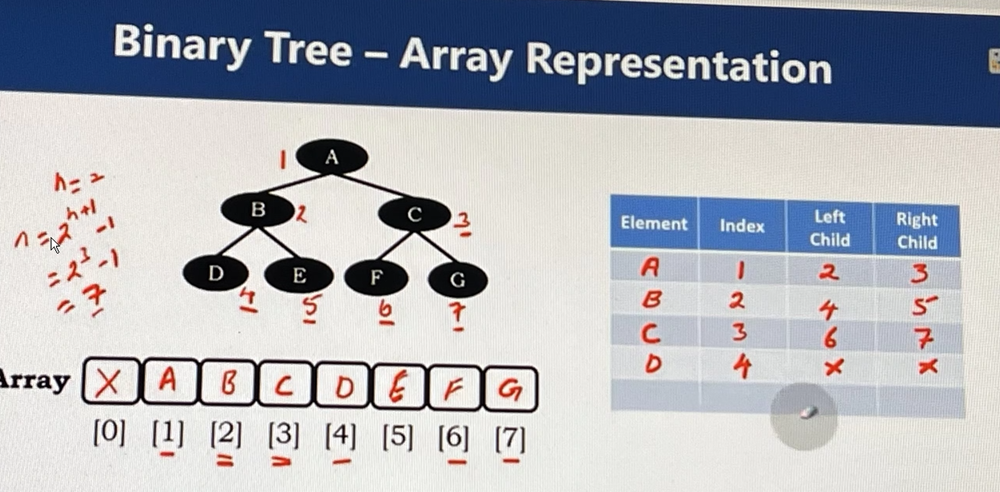 Binary Tree – Array Representation
1 A
h = 2
B 2 C 3
n = 2^{h+1} - 1
= 2^3 - 1
= 7
D E F G
4 5 6 7
Element Index Left Child Right Child
A 1 2 3
B 2 4 5
C 3 6 7
D 4 x x
Array X A B C D E F G
[0] [1] [2] [3] [4] [5] [6] [7]